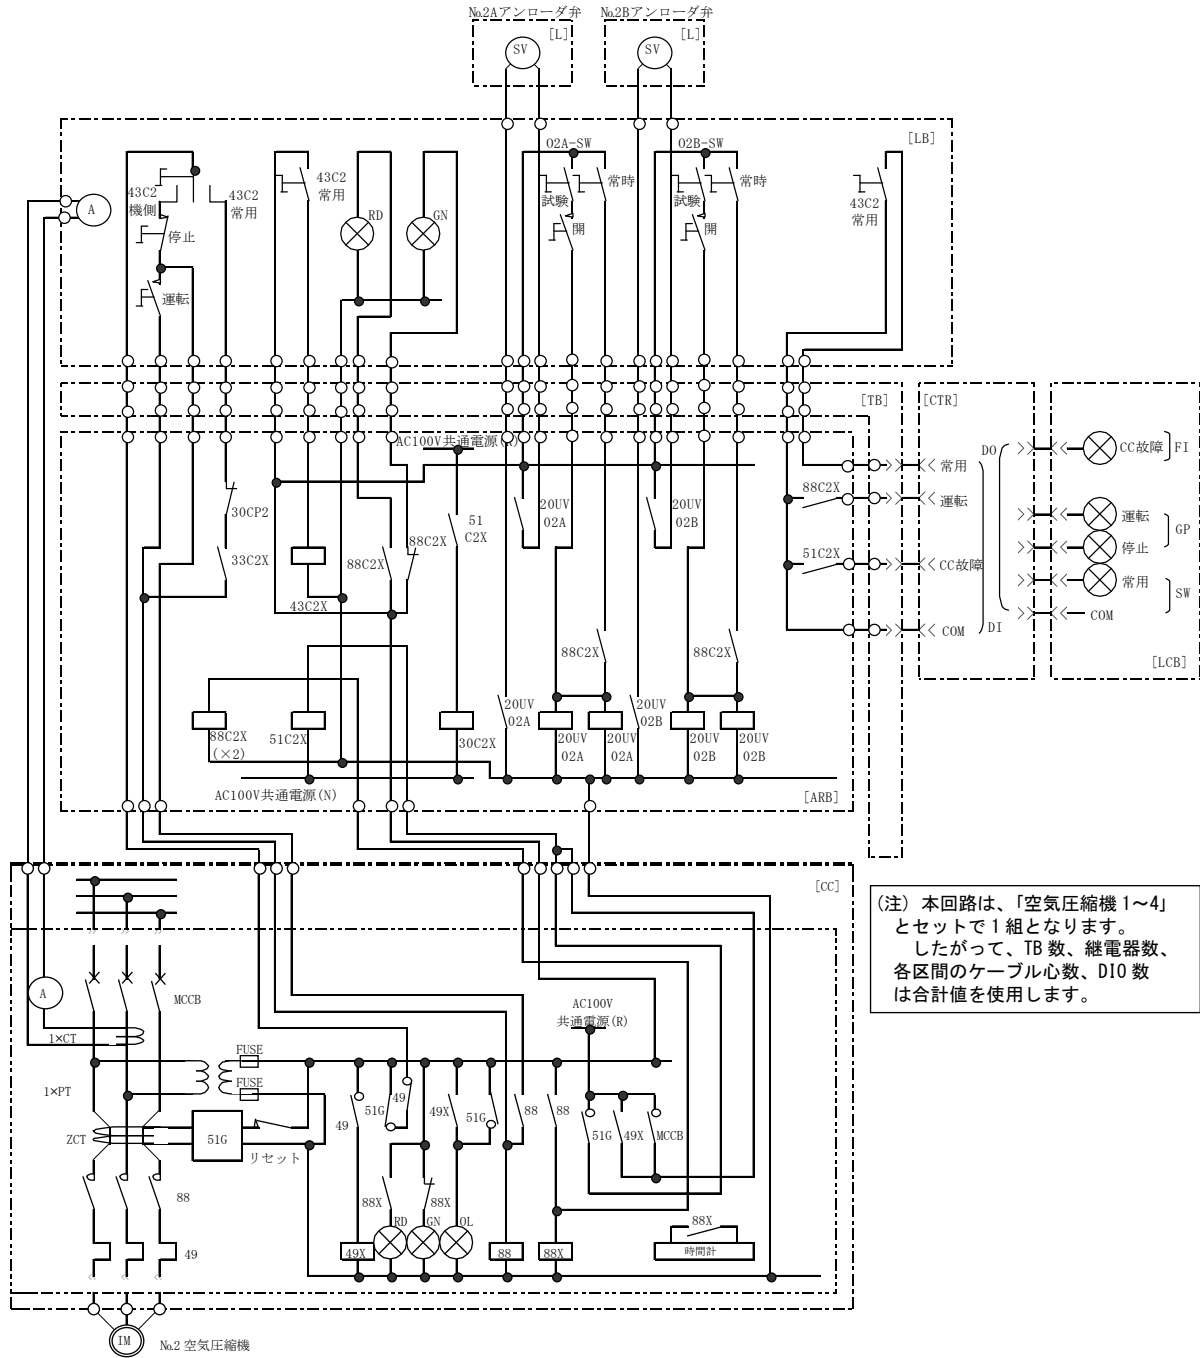 №2Aアンローダ弁
№2Bアンローダ弁
[L]
[L]
SV
SV
[LB]
02A-SW
02B-SW
43C2
機側
43C2
常用
43C2
常用
停止
運転
A
RD
GN
常時
試験
開
常時
試験
開
43C2
常用
[TB]
[CTR]
AC100V共通電源(R)
常用
DO
CC故障
FI
30CP2
20UV
02A
20UV
02B
51
C2X
88C2X
運転
運転
GP
33C2X
88C2X
88C2X
51C2X
CC故障
停止
常用
SW
43C2X
COM
DI
COM
88C2X
88C2X
[LCB]
20UV
02A
20UV
02B
88C2X
(×2)
51C2X
30C2X
20UV
02A
20UV
02A
20UV
02B
20UV
02B
AC100V共通電源(N)
[ARB]
[CC]
(注) 本回路は、「空気圧縮機1～4」
とセットで1組となります。
したがって、TB数、継電器数、
各区間のケーブル心数、DIO数
は合計値を使用します。
A
MCCB
AC100V
共通電源(R)
1×CT
FUSE
FUSE
1×PT
ZCT
51G
リセット
49
51G
49
49X
51G
88
88
51G
49X
MCCB
88
88X
88X
88X
RD
GN
OL
49
49X
88
88X
時間計
IM
№2 空気圧縮機